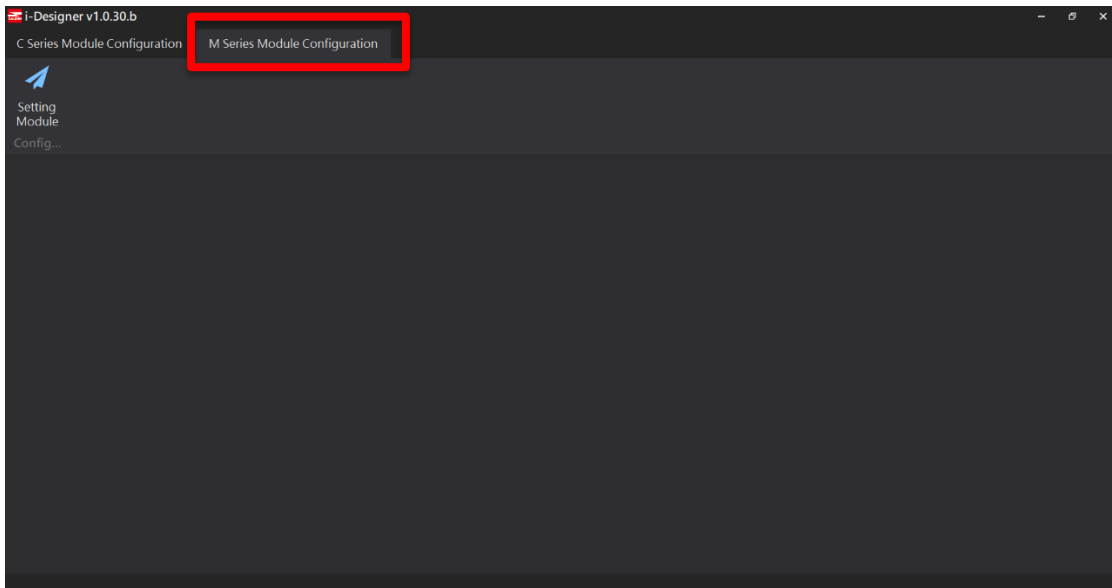 i-Designer v1.0.30.b
C Series Module Configuration M Series Module Configuration
Setting
Module
Config...